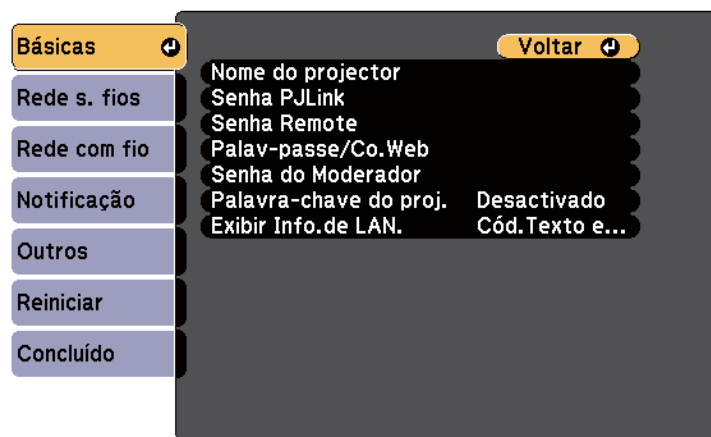 Básicas
Rede s. fios
Rede com fio
Notificação
Outros
Reiniciar
Concluído
Voltar
Nome do projector
Senha PJLink
Senha Remote
Palav-passe/Co.Web
Senha do Moderador
Palavra-chave do proj. Desactivado
Exibir Info.de LAN. Cód.Texto e...